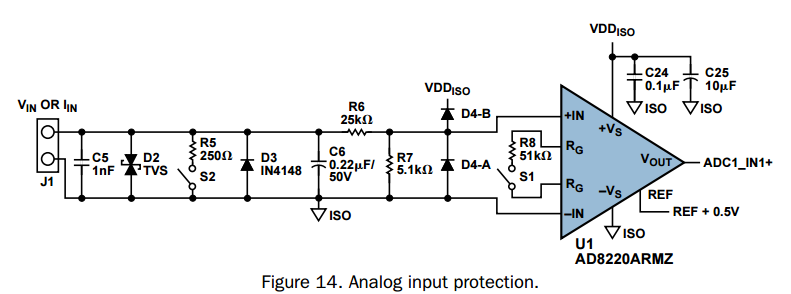 VDDISO
C24
0.1µF
C25
10µF
ISO
ISO
VIN OR IIN
J1
C5
1nF
D2
TVS
R5
250Ω
S2
D3
IN4148
C6
0.22µF/
50V
ISO
R6
25kΩ
R7
5.1kΩ
VDDISO
D4-B
D4-A
R8
51kΩ
S1
+IN
+VS
RG
RG
VOUT
–VS
REF
–IN
ADC1_IN1+
REF + 0.5V
ISO
U1
AD8220ARMZ
Figure 14. Analog input protection.